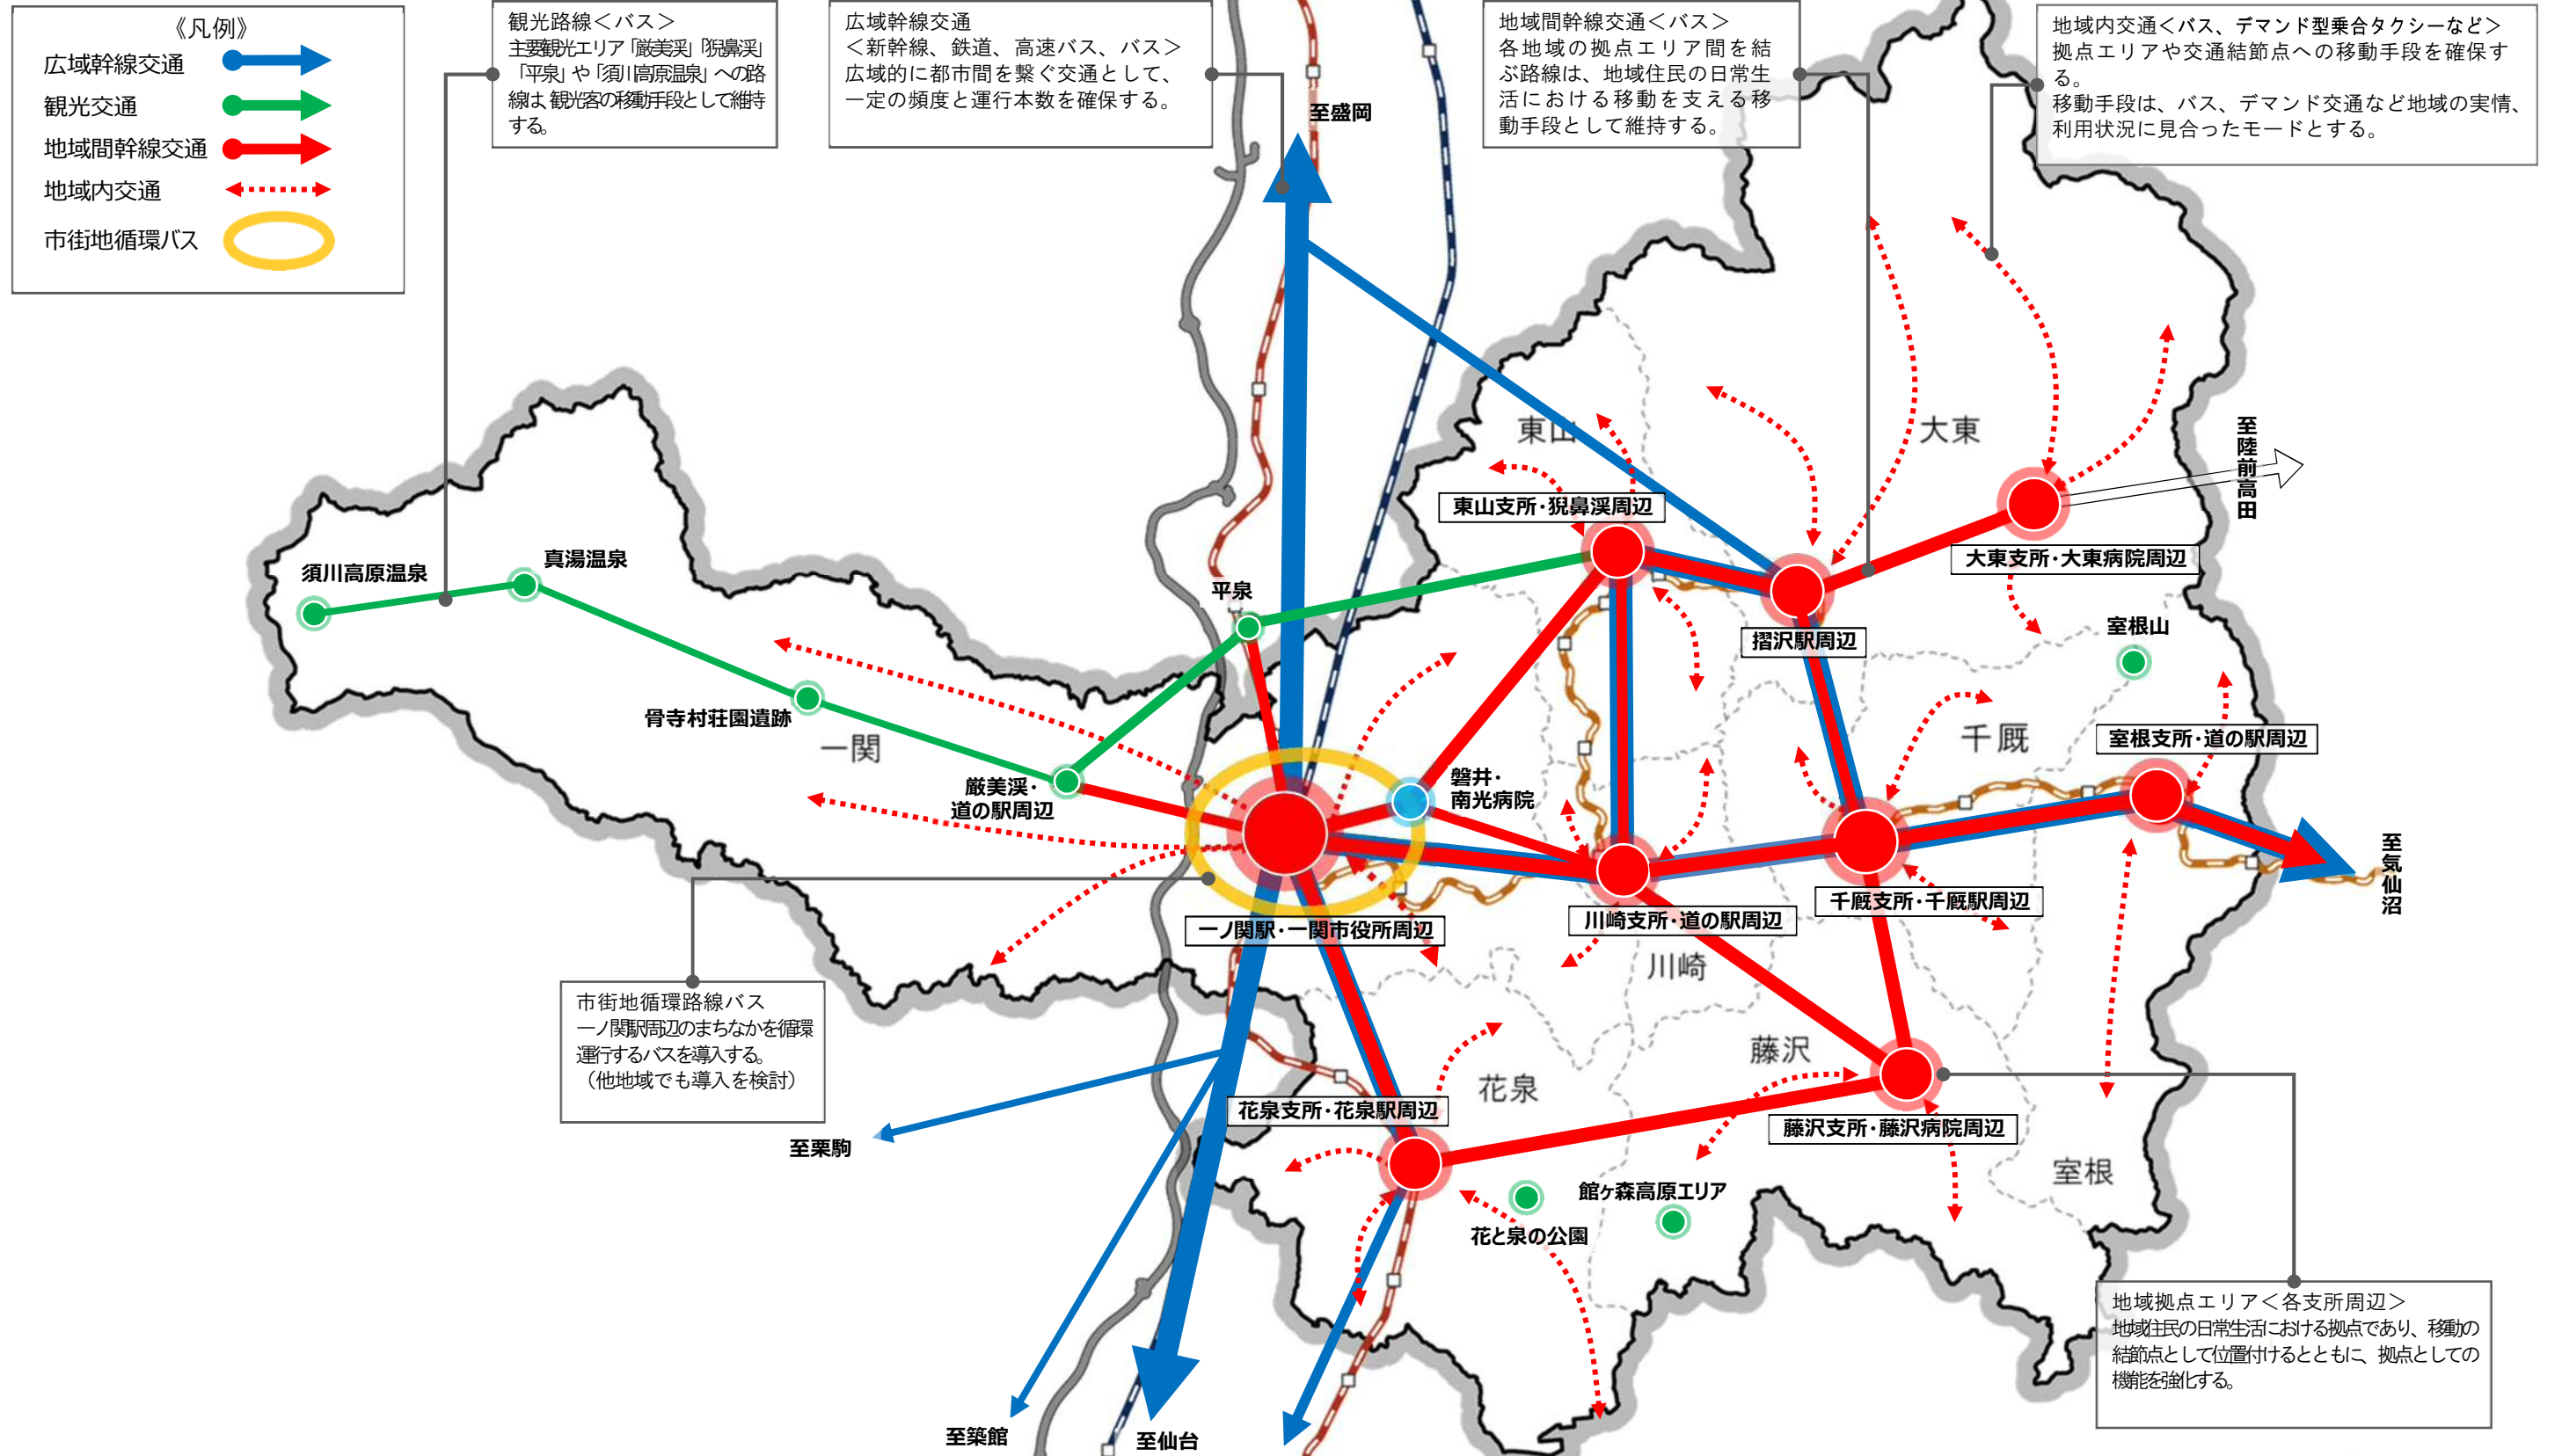 《凡例》
広域幹線交通
観光交通
地域間幹線交通
地域内交通
市街地循環バス
観光路線＜バス＞
主要観光エリア「厳美渓」「猊鼻渓」
「平泉」や「須川高原温泉」への路
線は、観光客の移動手段として維持
する。
広域幹線交通
＜新幹線、鉄道、高速バス、バス＞
広域的に都市間を繋ぐ交通として、
一定の頻度と運行本数を確保する。
地域間幹線交通＜バス＞
各地域の拠点エリア間を結
ぶ路線は、地域住民の日常生
活における移動を支える移
動手段として維持する。
地域内交通＜バス、デマンド型乗合タクシーなど＞
拠点エリアや交通結節点への移動手段を確保す
る。
移動手段は、バス、デマンド交通など地域の実情、
利用状況に見合ったモードとする。
至盛岡
東山
大東
至陸前高田
東山支所・猊鼻渓周辺
大東支所・大東病院周辺
須川高原温泉
真湯温泉
平泉
摺沢駅周辺
室根山
骨寺村荘園遺跡
一関
千厩
室根支所・道の駅周辺
厳美渓・
道の駅周辺
磐井・
南光病院
至気仙沼
千厩支所・千厩駅周辺
川崎支所・道の駅周辺
一ノ関駅・一関市役所周辺
川崎
市街地循環路線バス
一ノ関駅周辺のまちなかを循環
運行するバスを導入する。
（他地域でも導入を検討）
藤沢
花泉
花泉支所・花泉駅周辺
藤沢支所・藤沢病院周辺
至栗駒
室根
館ヶ森高原エリア
花と泉の公園
地域拠点エリア＜各支所周辺＞
地域住民の日常生活における拠点であり、移動の
結節点として位置付けるとともに、拠点としての
機能を強化する。
至築館
至仙台